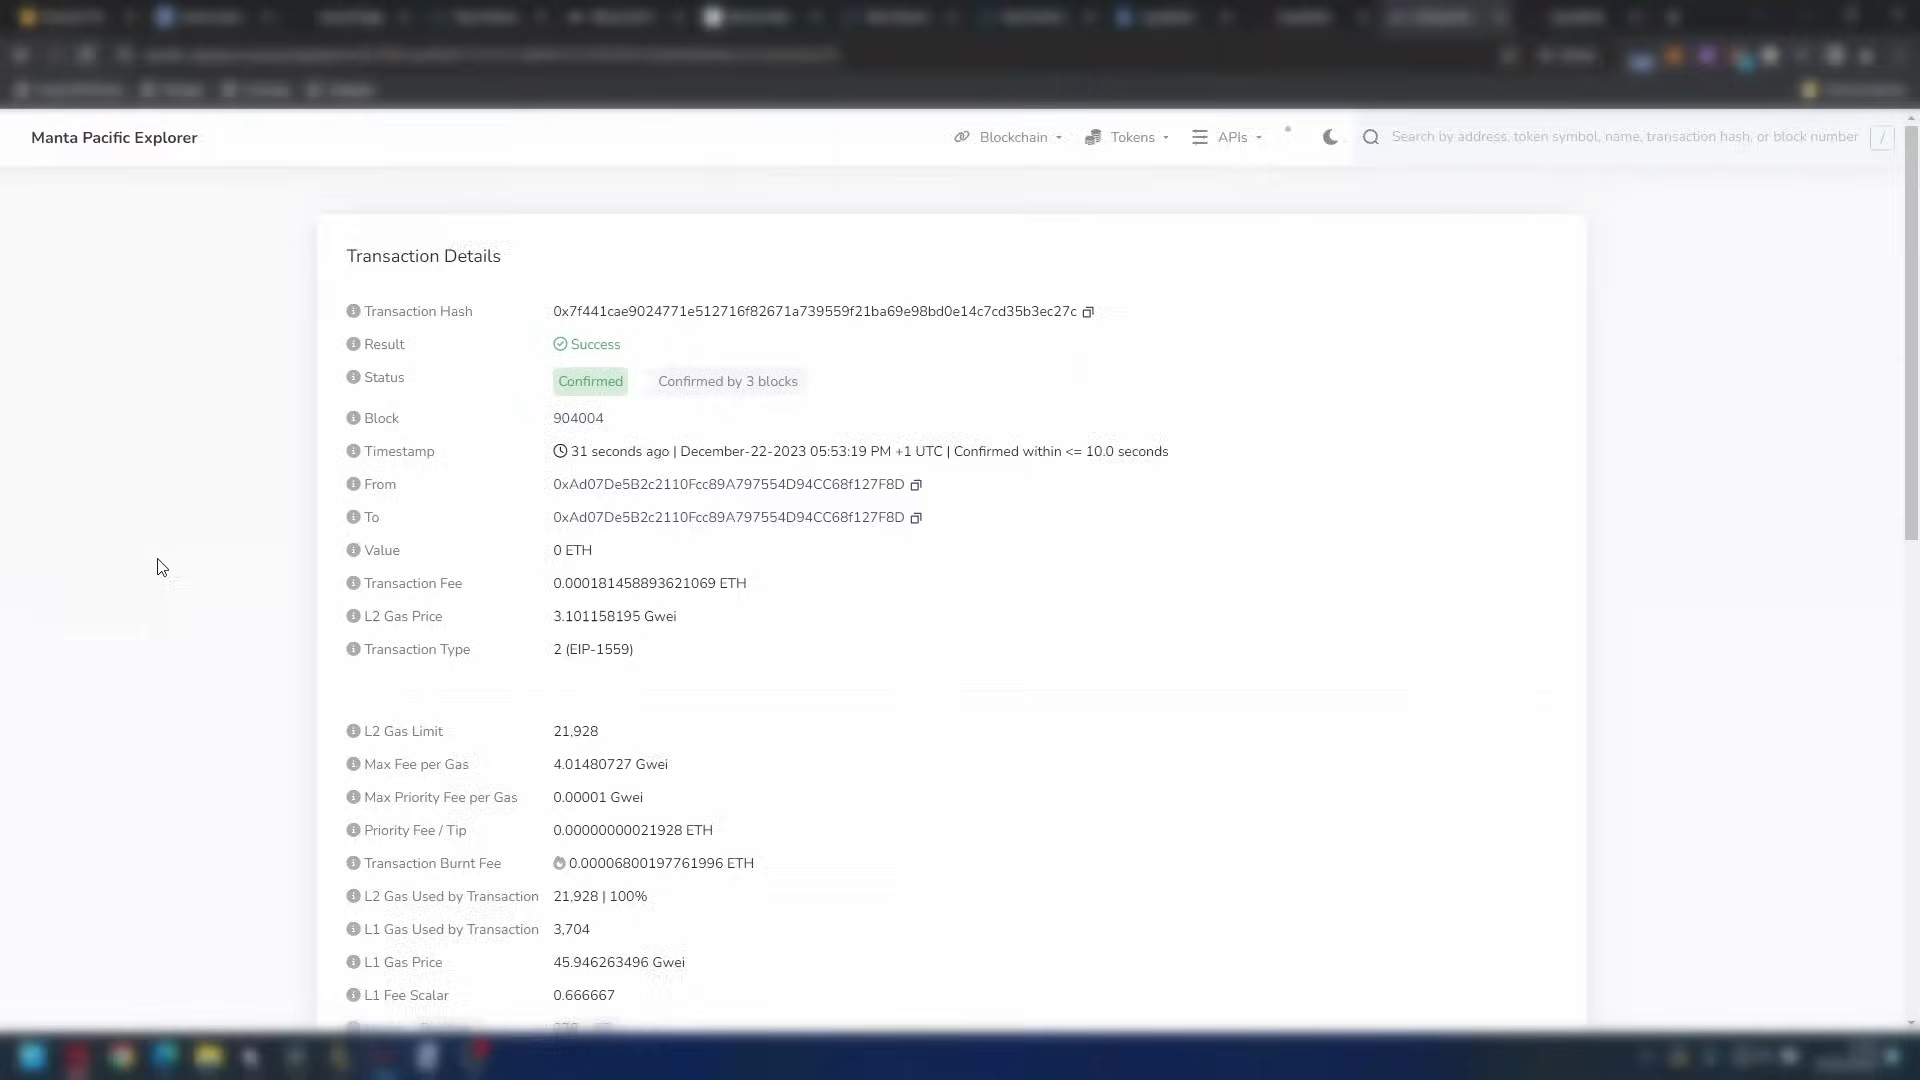 Manta Pacific Explorer
Blockchain
Tokens
APIs
Search by address, token symbol, name, transaction hash, or block number
/
Transaction Details
Transaction Hash 0x7f441cae9024771e512716f82671a739559f21ba69e98bd0e14c7cd35b3ec27c
Result Success
Status Confirmed Confirmed by 3 blocks
Block 904004
Timestamp 31 seconds ago | December-22-2023 05:53:19 PM +1 UTC | Confirmed within <= 10.0 seconds
From 0xAd07De5B2c2110Fcc89A797554D94CC68f127F8D
To 0xAd07De5B2c2110Fcc89A797554D94CC68f127F8D
Value 0 ETH
Transaction Fee 0.000181458893621069 ETH
L2 Gas Price 3.101158195 Gwei
Transaction Type 2 (EIP-1559)
L2 Gas Limit 21,928
Max Fee per Gas 4.01480727 Gwei
Max Priority Fee per Gas 0.00001 Gwei
Priority Fee / Tip 0.00000000021928 ETH
Transaction Burnt Fee 0.00006800197761996 ETH
L2 Gas Used by Transaction 21,928 | 100%
L1 Gas Used by Transaction 3,704
L1 Gas Price 45.946263496 Gwei
L1 Fee Scalar 0.666667